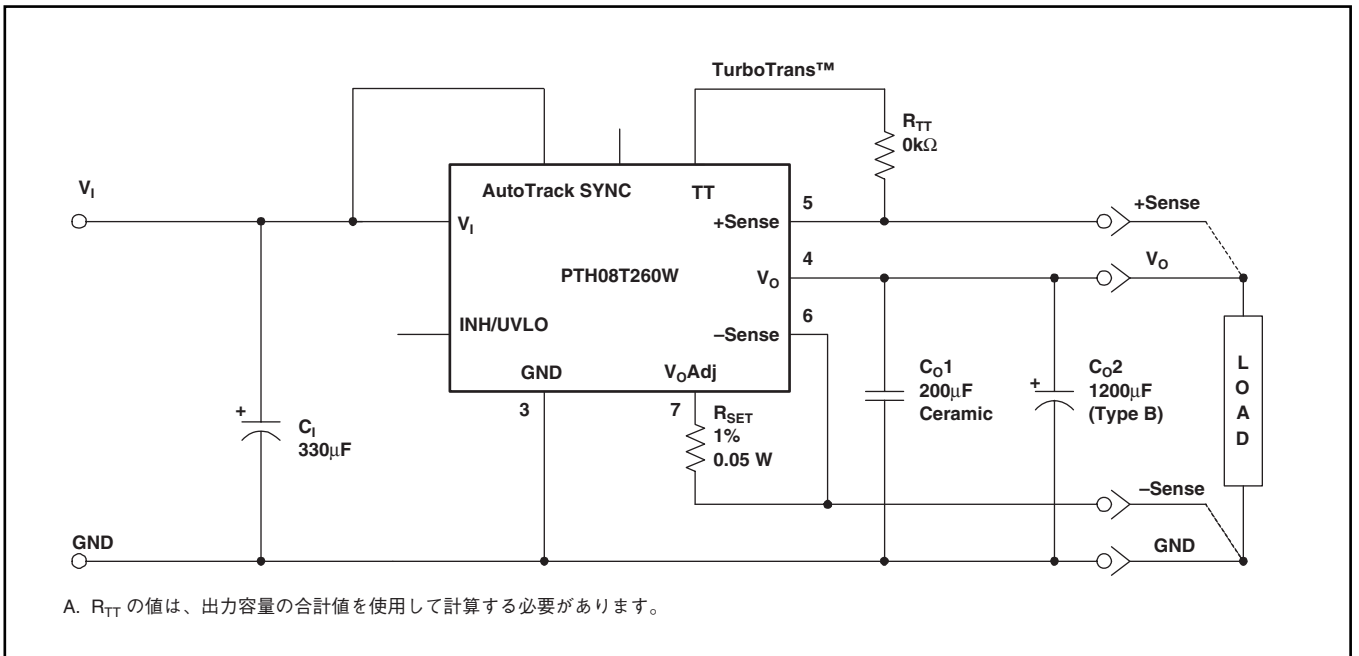 TurboTrans™
R_TT
0kΩ
V_I
AutoTrack SYNC
TT
V_I
+Sense
5
+Sense
PTH08T260W
V_O
4
V_O
INH/UVLO
–Sense
6
GND
V_OAdj
3
7
R_SET
1%
0.05 W
+
C_I
330μF
C_O1
200μF
Ceramic
+
C_O2
1200μF
(Type B)
LOAD
–Sense
GND
GND
A. R_TT の値は、出力容量の合計値を使用して計算する必要があります。